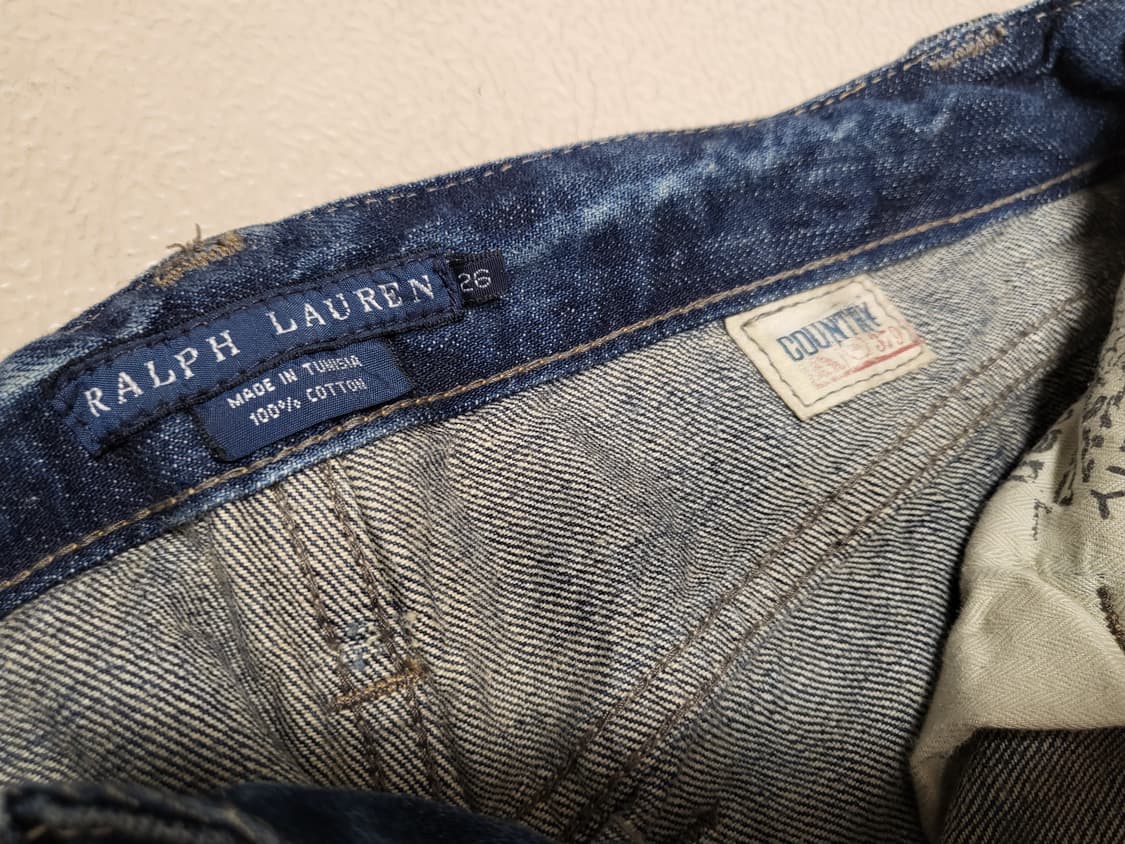 RALPH LAUREN
26
MADE IN TUNISIA
100% COTTON
COUNTRY